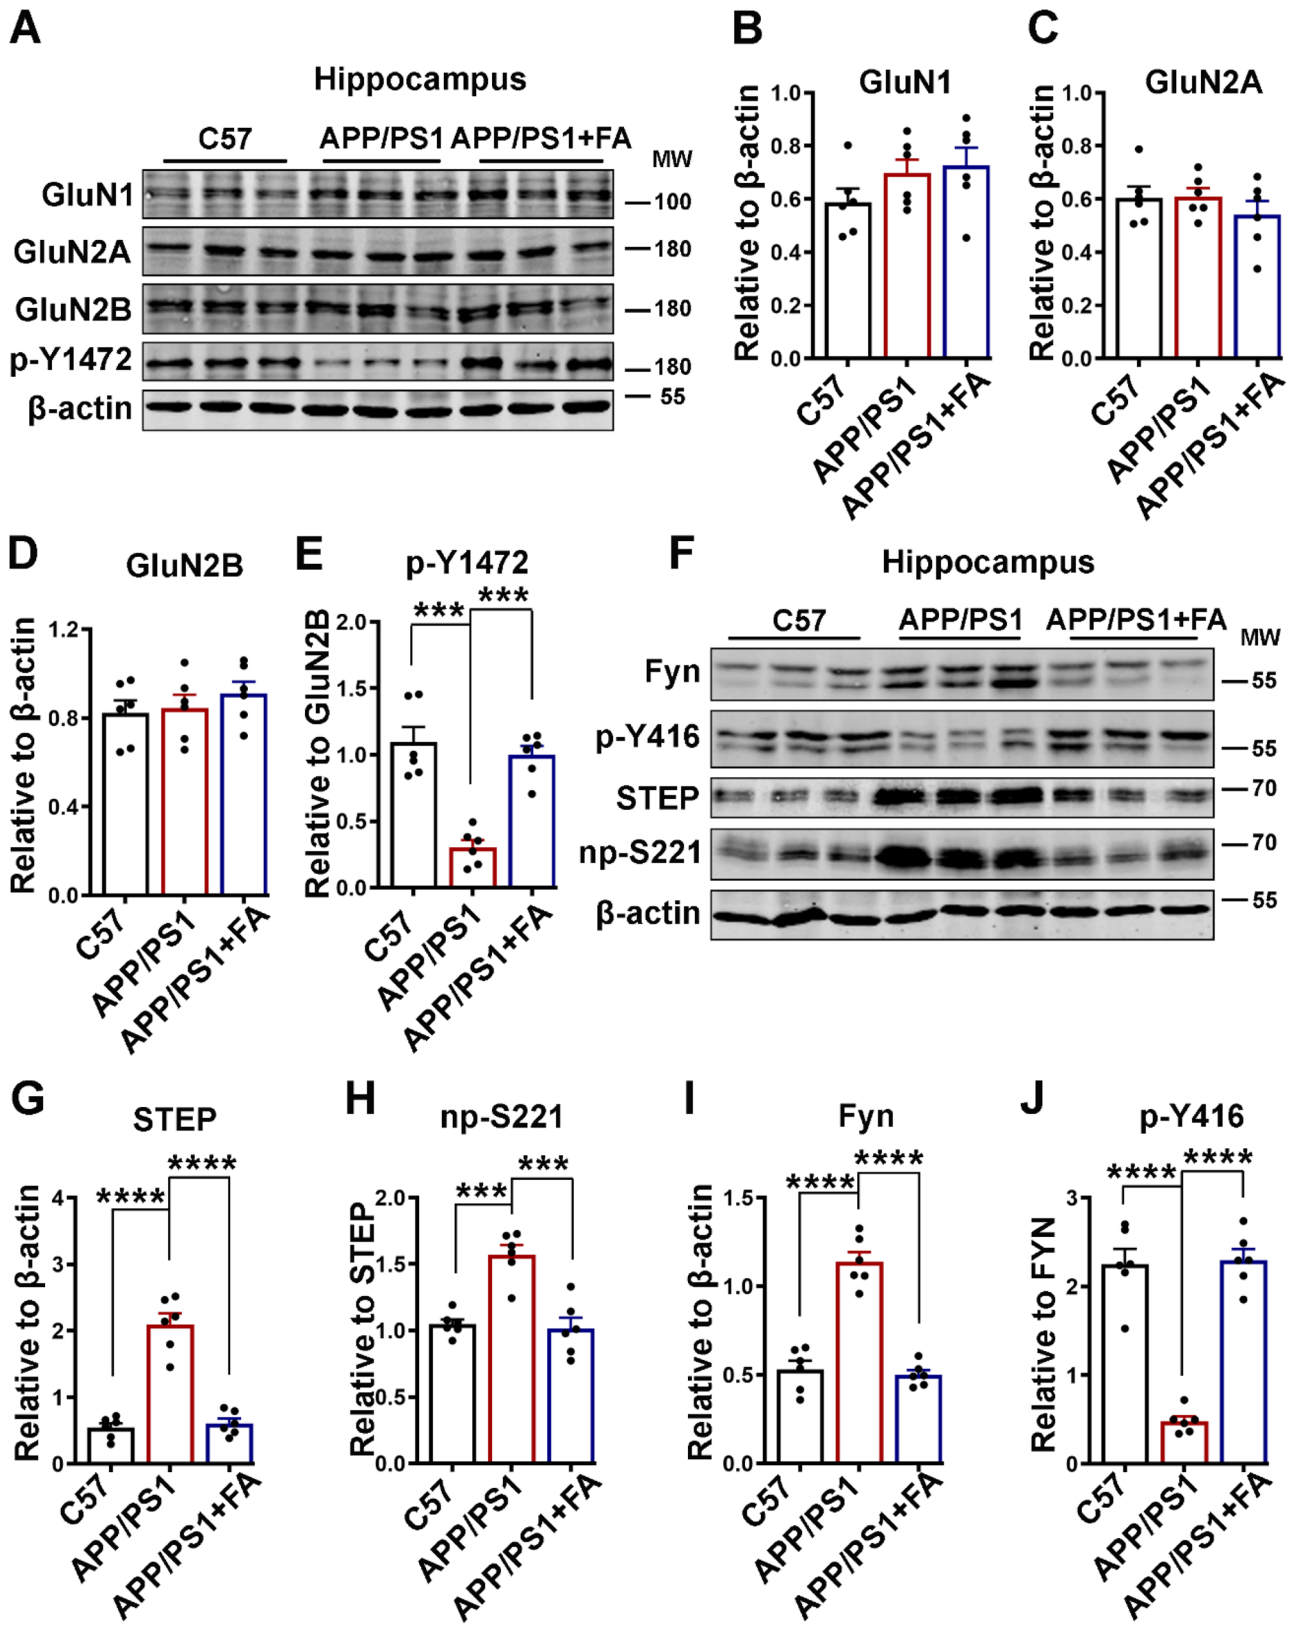 A
Hippocampus
C57 APP/PS1 APP/PS1+FA
MW
GluN1
100
GluN2A
180
GluN2B
180
p-Y1472
180
55
β-actin
B
GluN1
Relative to β-actin
1.0
0.8
0.6
0.4
0.2
0.0
C57
APP/PS1
APP/PS1+FA
C
GluN2A
Relative to β-actin
1.0
0.8
0.6
0.4
0.2
0.0
C57
APP/PS1
APP/PS1+FA
D
GluN2B
Relative to β-actin
1.2
0.8
0.4
0.0
C57
APP/PS1
APP/PS1+FA
E
p-Y1472
*** ***
Relative to GluN2B
2.0
1.5
1.0
0.5
0.0
C57
APP/PS1
APP/PS1+FA
F
Hippocampus
C57 APP/PS1 APP/PS1+FA
MW
Fyn
55
p-Y416
55
STEP
70
np-S221
70
β-actin
55
G
STEP
**** ****
Relative to β-actin
4
3
2
1
0
C57
APP/PS1
APP/PS1+FA
H
np-S221
*** ***
Relative to STEP
2.0
1.5
1.0
0.5
0.0
C57
APP/PS1
APP/PS1+FA
I
Fyn
**** ****
Relative to β-actin
1.5
1.0
0.5
0.0
C57
APP/PS1
APP/PS1+FA
J
p-Y416
**** ****
Relative to FYN
3
2
1
0
C57
APP/PS1
APP/PS1+FA